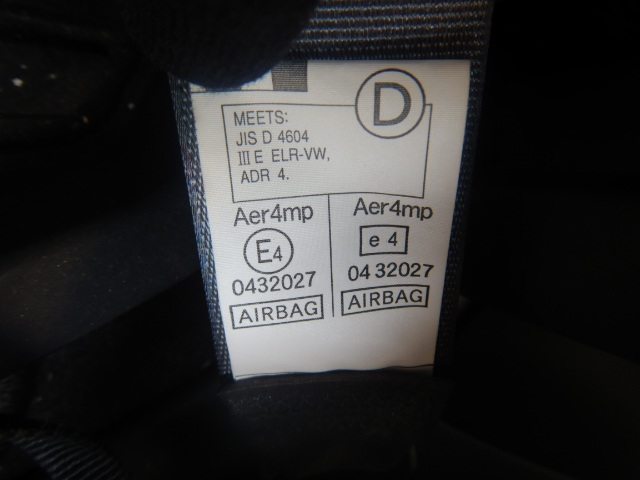 D
MEETS:
JIS D 4604
III E ELR-VW,
ADR 4.
Aer4mp
E4
0432027
AIRBAG
Aer4mp
e 4
04 32027
AIRBAG